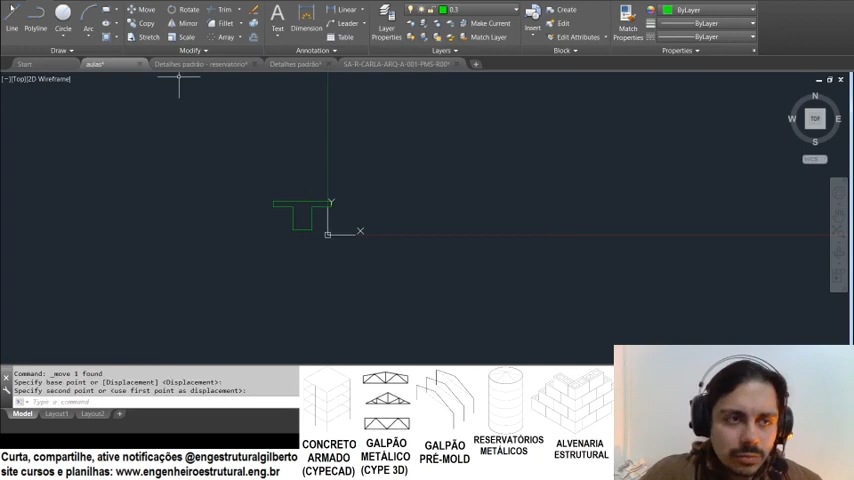 Line
Polyline
Circle
Arc
Move
Rotate
Trim
Copy
Mirror
Fillet
Stretch
Scale
Array
Text
Dimension
Linear
Leader
Table
Layer
Properties
0.3
Make Current
Match Layer
Insert
Create
Edit
Edit Attributes
Match
Properties
ByLayer
ByLayer
ByLayer
Draw
Modify
Annotation
Layers
Block
Properties
Start
aulas*
Detalhes padrão - reservatório*
Detalhes padrão*
SA-R-CARLA-ARQ-A-001-PMS-R00*
[−][Top][2D Wireframe]
N
W
TOP
E
S
Y
X
Command: _move 1 found
Specify base point or [Displacement] <Displacement>:
Specify second point or <use first point as displacement>:
Type a command
Model
Layout1
Layout2
CONCRETO
ARMADO
(CYPECAD)
GALPÃO
METÁLICO
(CYPE 3D)
GALPÃO
PRÉ-MOLD
RESERVATÓRIOS
METÁLICOS
ALVENARIA
ESTRUTURAL
Curta, compartilhe, ative notificações @engestruturalgilberto
site cursos e planilhas: www.engenheiroestrutural.eng.br